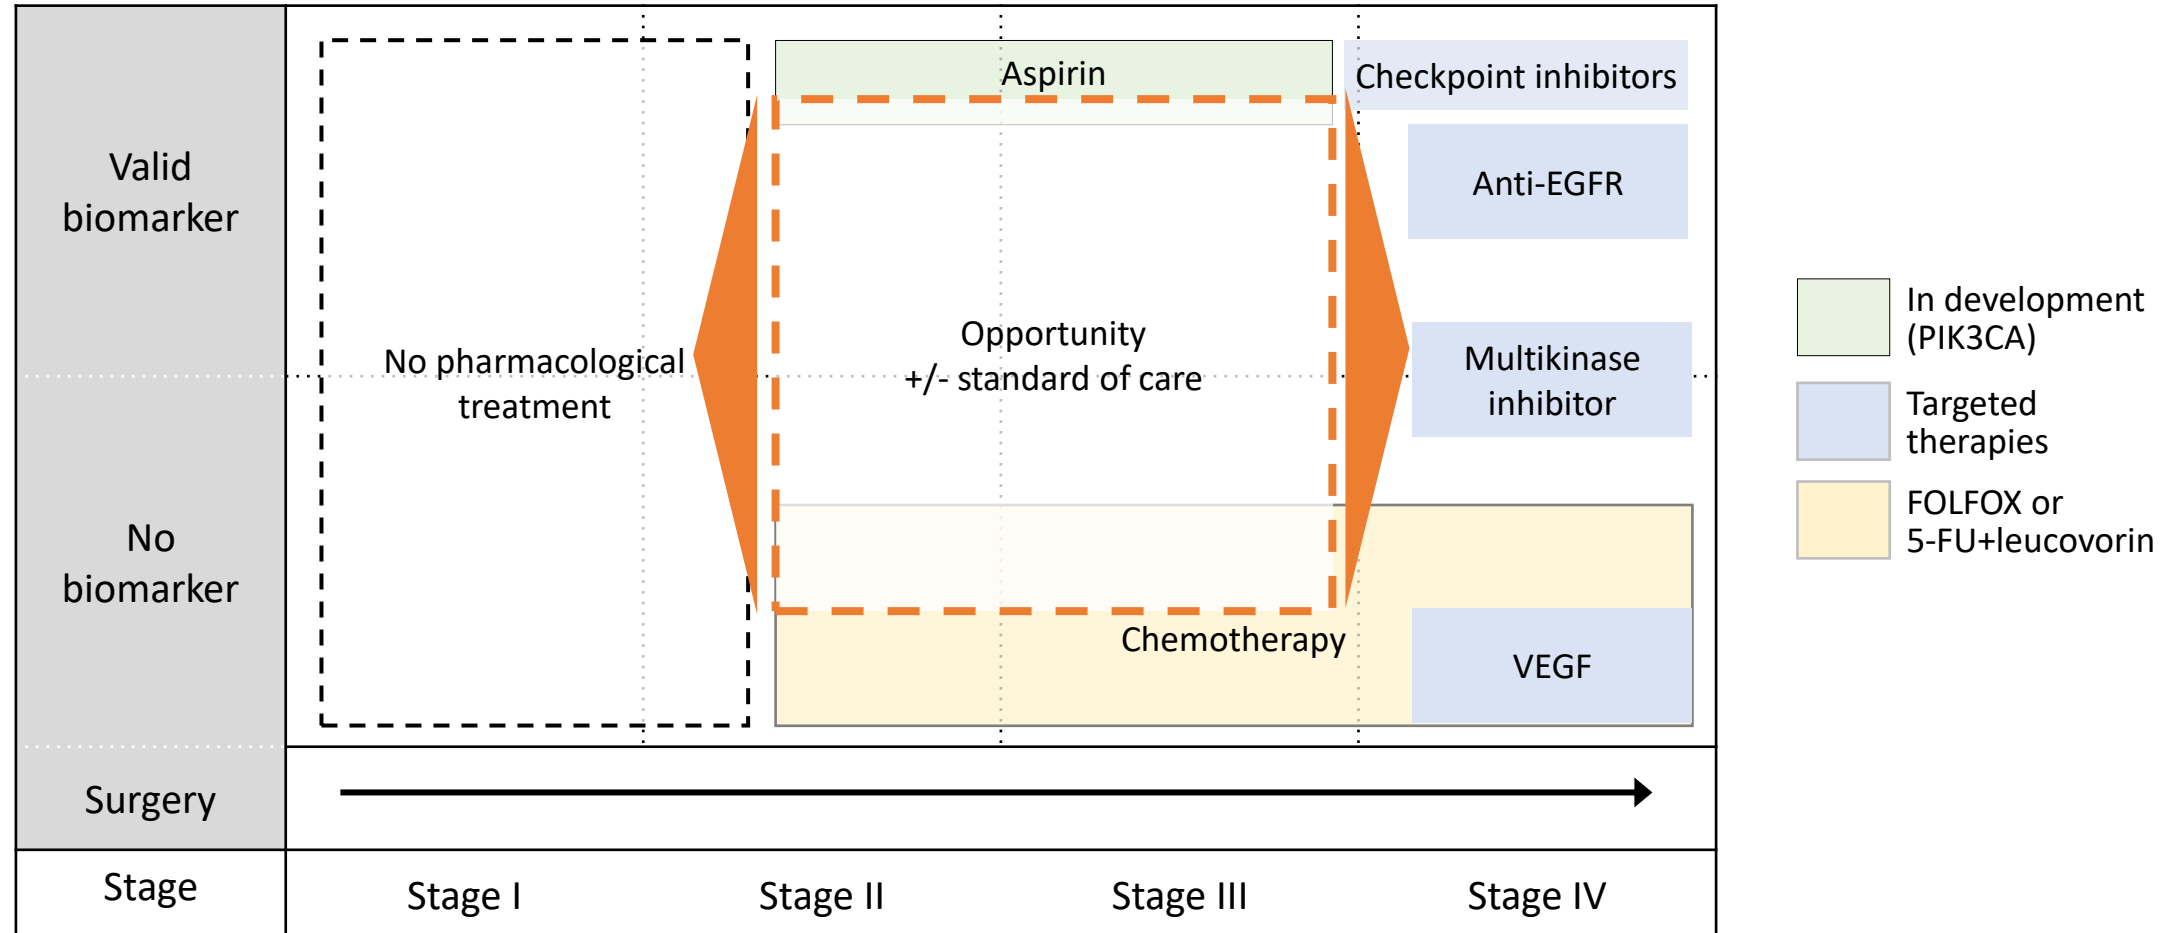 Valid
biomarker
No
biomarker
Surgery
Stage
No pharmacological
treatment
Aspirin
Opportunity
+/- standard of care
Chemotherapy
Checkpoint inhibitors
Anti-EGFR
Multikinase
inhibitor
VEGF
Stage I
Stage II
Stage III
Stage IV
In development
(PIK3CA)
Targeted
therapies
FOLFOX or
5-FU+leucovorin